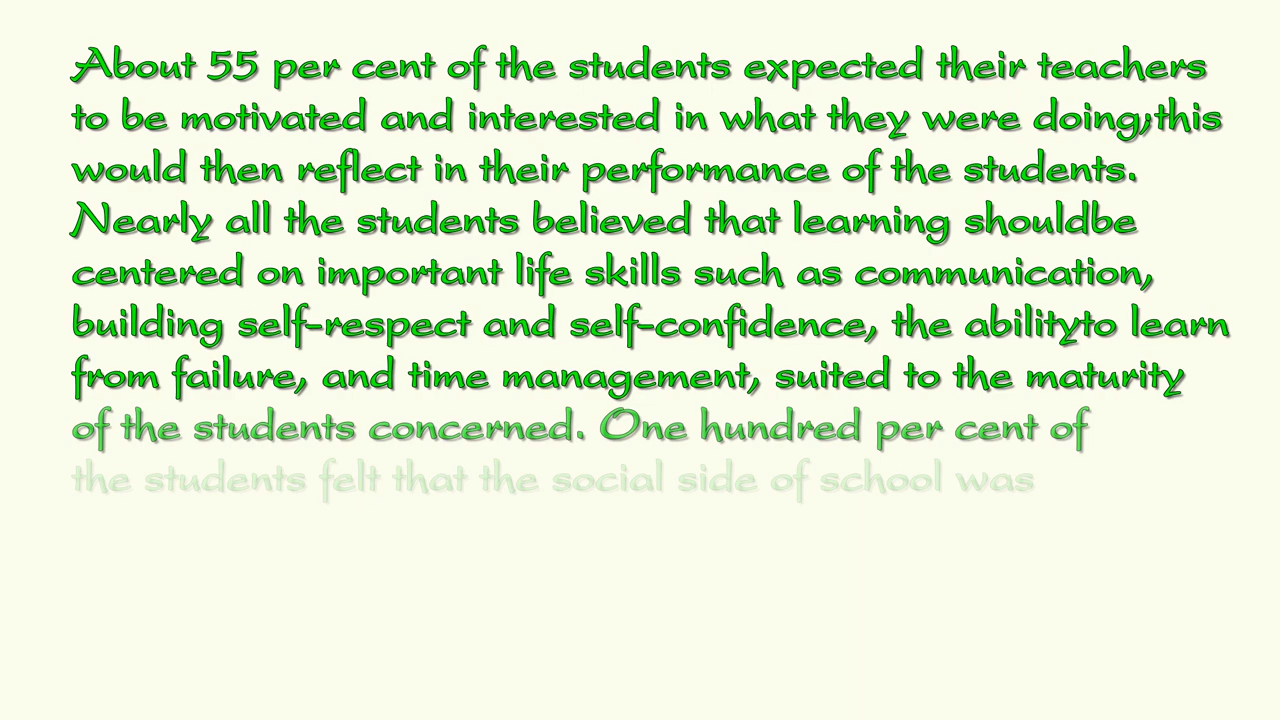 About 55 per cent of the students expected their teachers
to be motivated and interested in what they were doing;this
would then reflect in their performance of the students.
Nearly all the students believed that learning shouldbe
centered on important life skills such as communication,
building self-respect and self-confidence, the abilityto learn
from failure, and time management, suited to the maturity
of the students concerned. One hundred per cent of
the students felt that the social side of school was